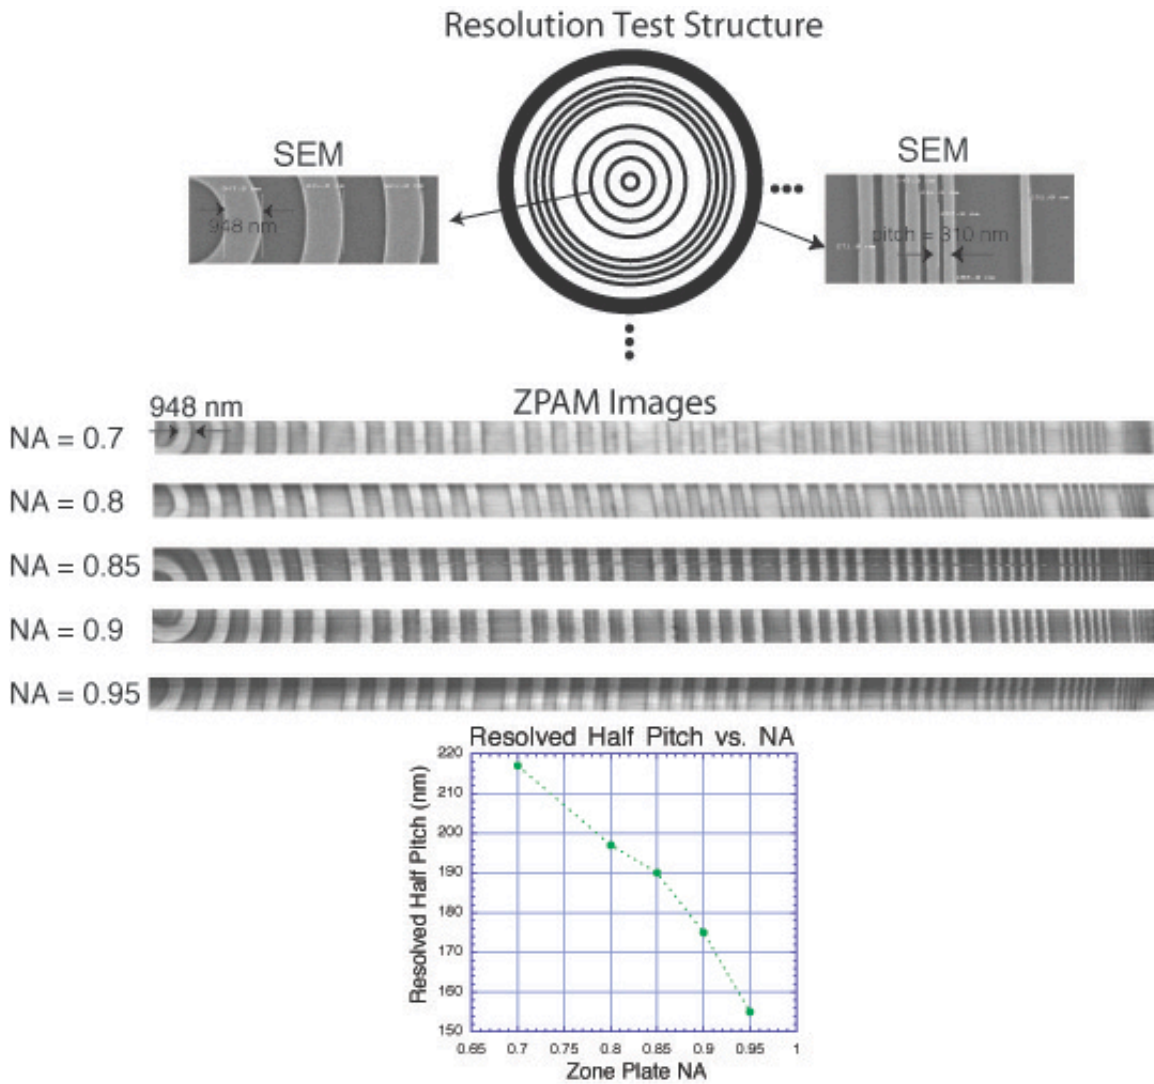 Resolution Test Structure
SEM
SEM
948 nm
pitch = 310 nm
ZPAM Images
948 nm
NA = 0.7
NA = 0.8
NA = 0.85
NA = 0.9
NA = 0.95
Resolved Half Pitch vs. NA
Resolved Half Pitch (nm)
220
210
200
190
180
170
160
150
0.65 0.7 0.75 0.8 0.85 0.9 0.95 1
Zone Plate NA